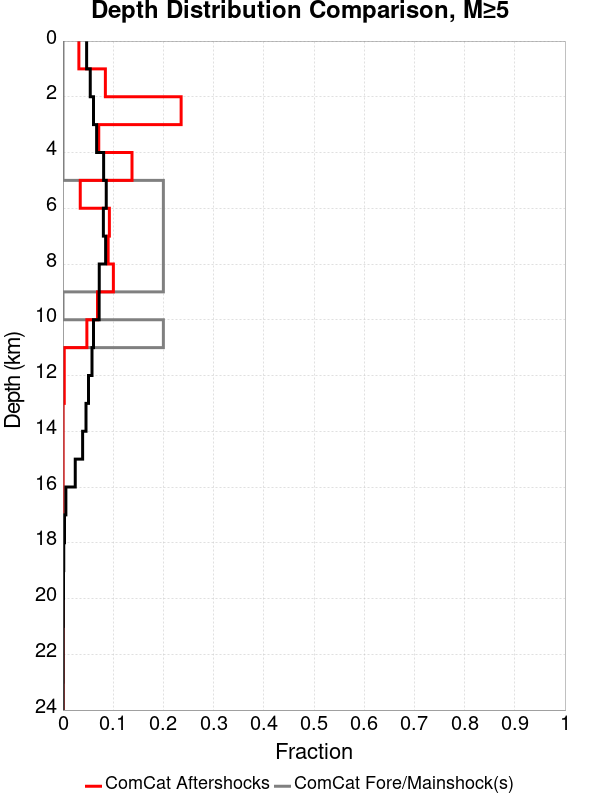 Depth Distribution Comparison, M≥5
0
2
4
6
8
10
12
14
16
18
20
22
24
Depth (km)
0 0.1 0.2 0.3 0.4 0.5 0.6 0.7 0.8 0.9 1
Fraction
ComCat Aftershocks ComCat Fore/Mainshock(s)